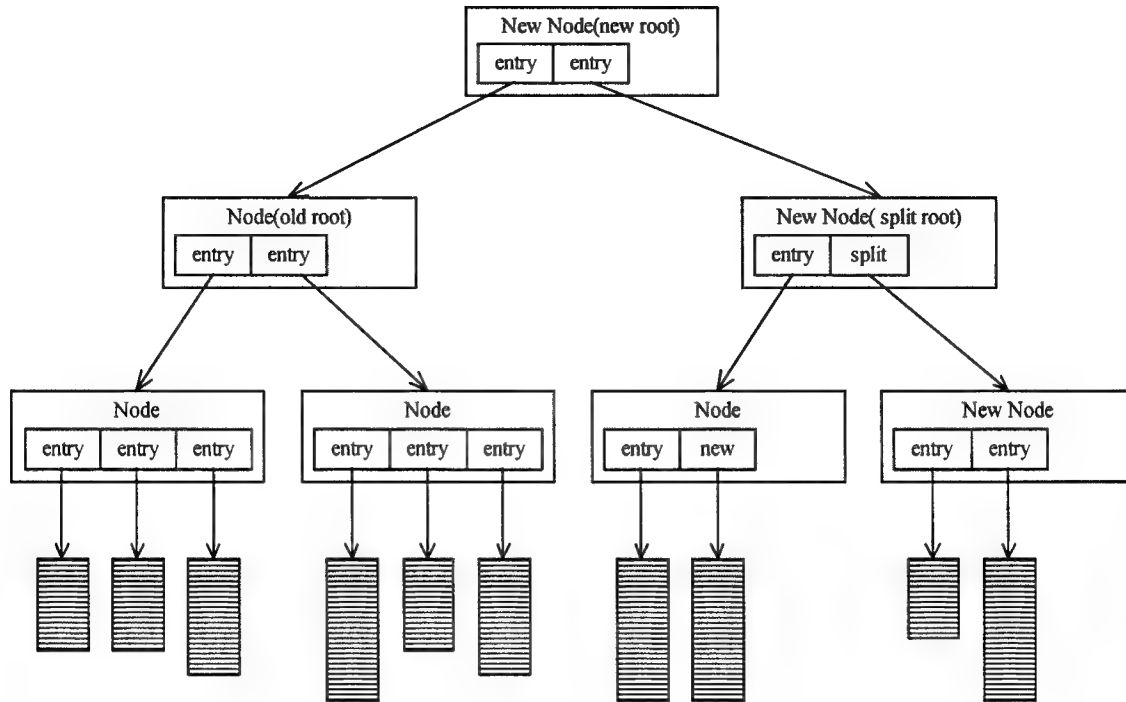 New Node(new root)
entry entry
Node(old root)
entry entry
New Node( split root)
entry split
Node
entry entry entry
Node
entry entry entry
Node
entry new
New Node
entry entry